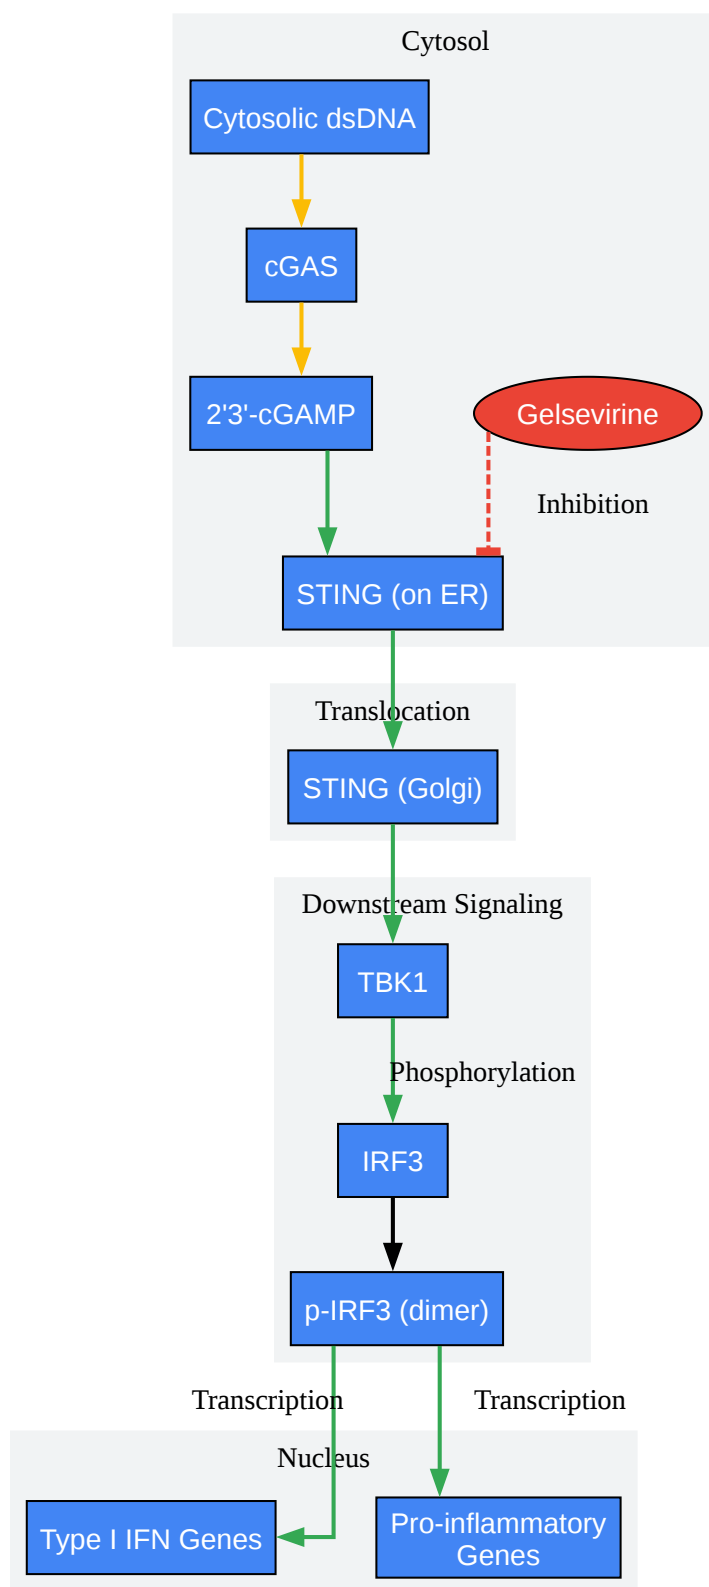 Cytosol
Cytosolic dsDNA
cGAS
2'3'-cGAMP
Gelsevirine
Inhibition
STING (on ER)
Translocation
STING (Golgi)
Downstream Signaling
TBK1
Phosphorylation
IRF3
p-IRF3 (dimer)
Transcription
Transcription
Nucleus
Type I IFN Genes
Pro-inflammatory
Genes